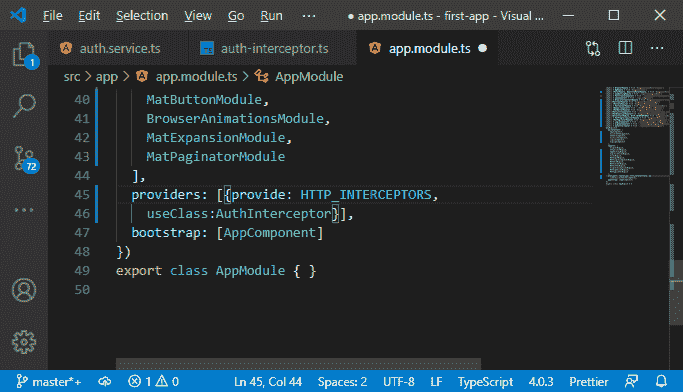 File Edit Selection View ... ● app.module.ts - first-app - Visual ...
auth.service.ts auth-interceptor.ts app.module.ts ●
src > app > app.module.ts > AppModule
40 MatButtonModule,
41 BrowserAnimationsModule,
42 MatExpansionModule,
43 MatPaginatorModule
44 ],
45 providers: [{provide: HTTP_INTERCEPTORS,
46 useClass:AuthInterceptor}],
47 bootstrap: [AppComponent]
48 })
49 export class AppModule { }
50
1
72
master*+ 1 0 Ln 45, Col 44 Spaces: 2 UTF-8 LF TypeScript 4.0.3 Prettier